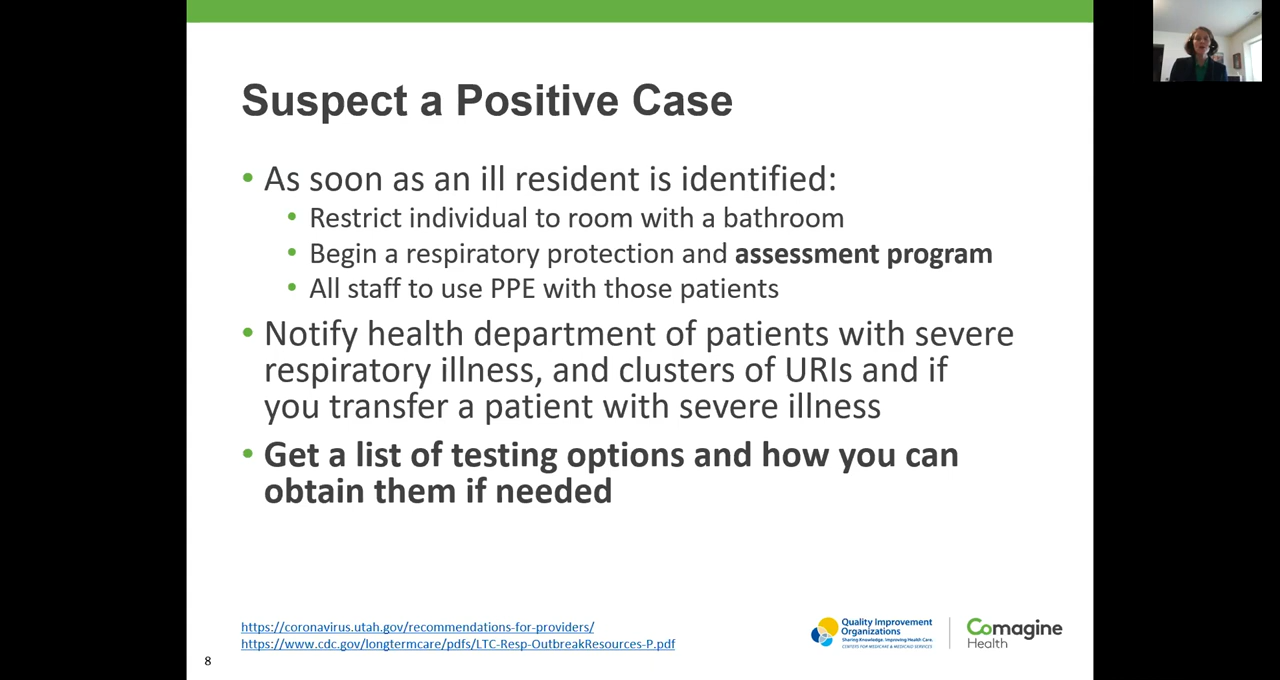 Suspect a Positive Case
• As soon as an ill resident is identified:
• Restrict individual to room with a bathroom
• Begin a respiratory protection and assessment program
• All staff to use PPE with those patients
• Notify health department of patients with severe
respiratory illness, and clusters of URIs and if
you transfer a patient with severe illness
• Get a list of testing options and how you can
obtain them if needed
https://coronavirus.utah.gov/recommendations-for-providers/
https://www.cdc.gov/longtermcare/pdfs/LTC-Resp-OutbreakResources-P.pdf
8
Quality Improvement
Organizations
Sharing Knowledge. Improving Health Care.
CENTERS FOR MEDICARE & MEDICAID SERVICES
Comagine
Health